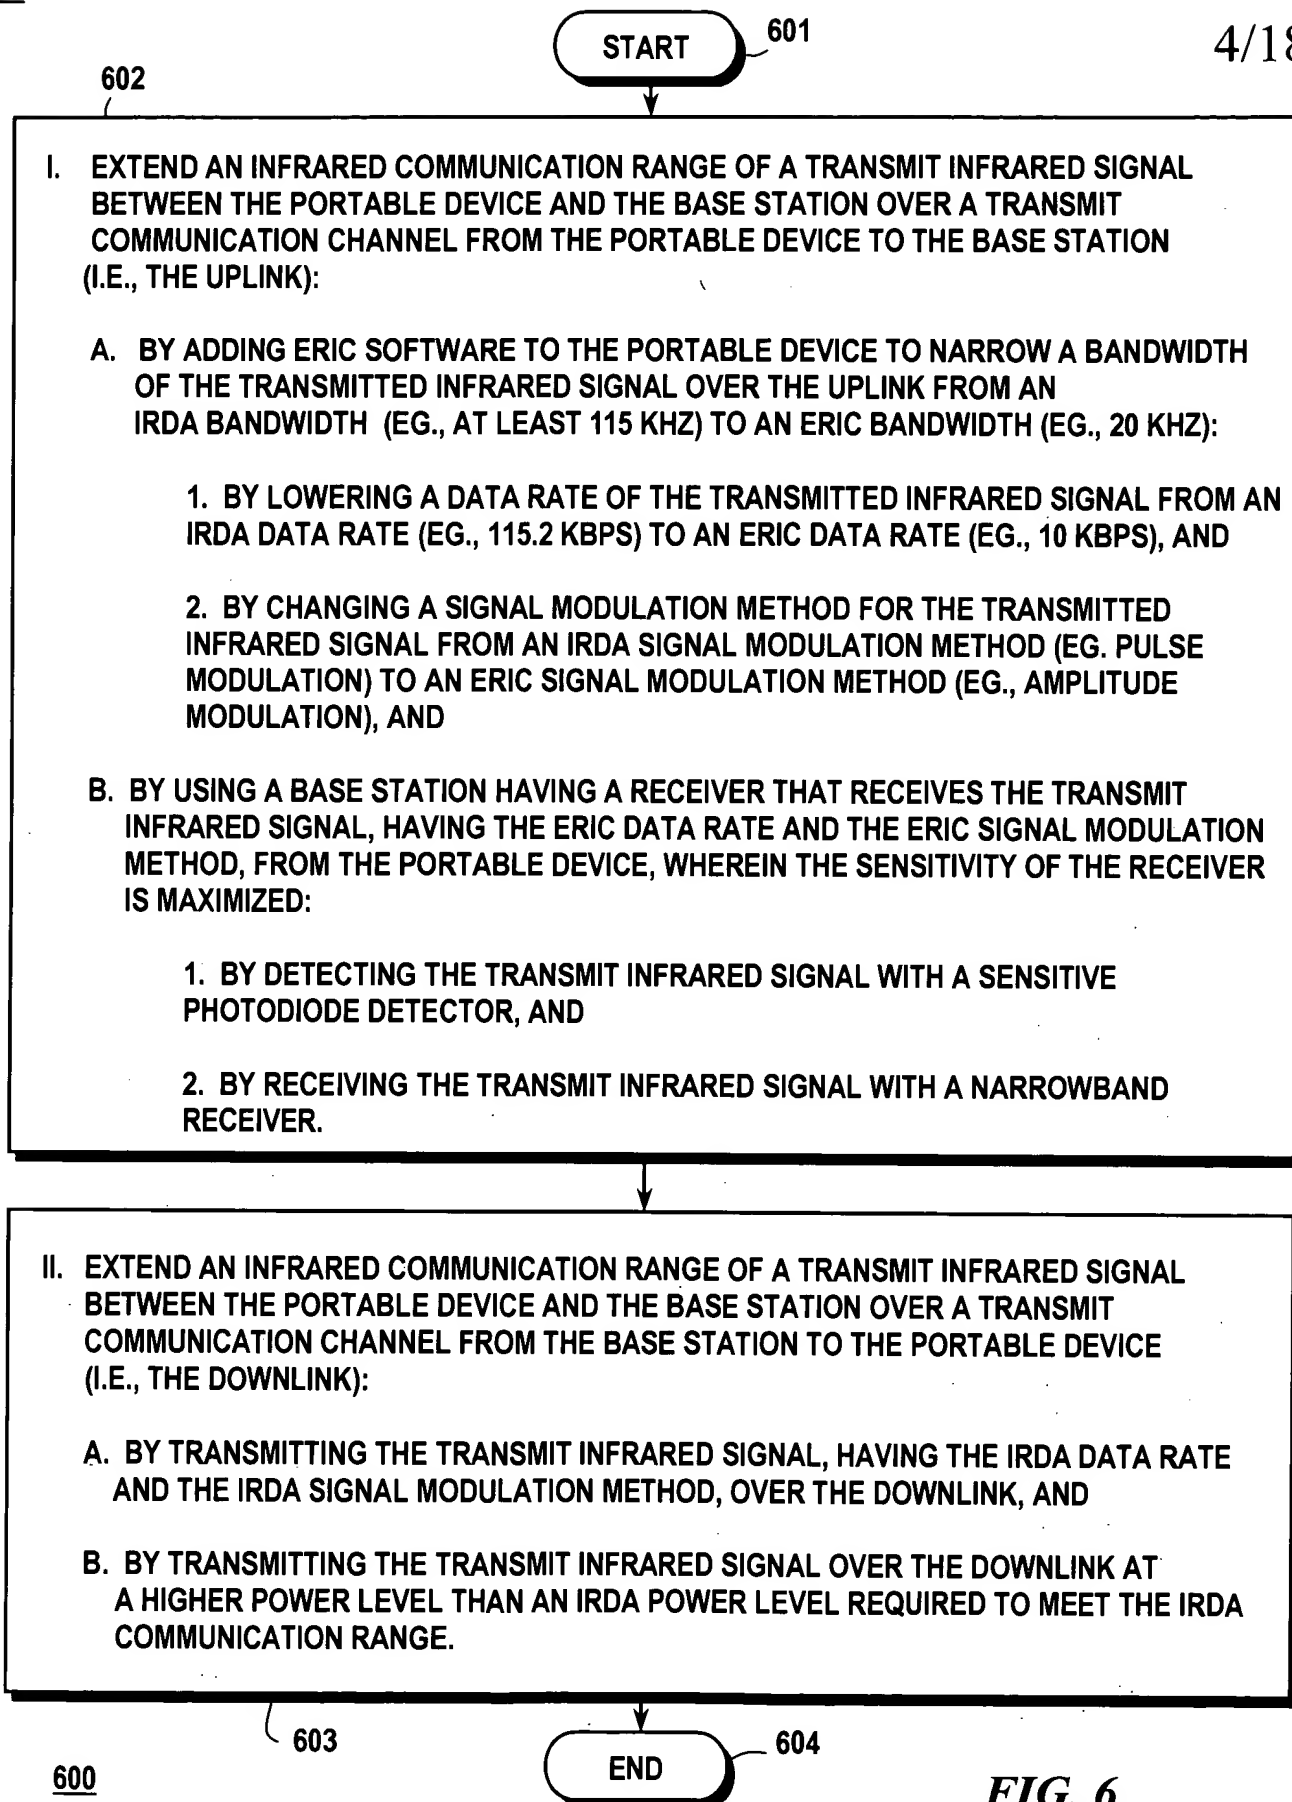 START
601
4/18
602
I. EXTEND AN INFRARED COMMUNICATION RANGE OF A TRANSMIT INFRARED SIGNAL
BETWEEN THE PORTABLE DEVICE AND THE BASE STATION OVER A TRANSMIT
COMMUNICATION CHANNEL FROM THE PORTABLE DEVICE TO THE BASE STATION
(I.E., THE UPLINK):
A. BY ADDING ERIC SOFTWARE TO THE PORTABLE DEVICE TO NARROW A BANDWIDTH
OF THE TRANSMITTED INFRARED SIGNAL OVER THE UPLINK FROM AN
IRDA BANDWIDTH (EG., AT LEAST 115 KHZ) TO AN ERIC BANDWIDTH (EG., 20 KHZ):
1. BY LOWERING A DATA RATE OF THE TRANSMITTED INFRARED SIGNAL FROM AN
IRDA DATA RATE (EG., 115.2 KBPS) TO AN ERIC DATA RATE (EG., 10 KBPS), AND
2. BY CHANGING A SIGNAL MODULATION METHOD FOR THE TRANSMITTED
INFRARED SIGNAL FROM AN IRDA SIGNAL MODULATION METHOD (EG. PULSE
MODULATION) TO AN ERIC SIGNAL MODULATION METHOD (EG., AMPLITUDE
MODULATION), AND
B. BY USING A BASE STATION HAVING A RECEIVER THAT RECEIVES THE TRANSMIT
INFRARED SIGNAL, HAVING THE ERIC DATA RATE AND THE ERIC SIGNAL MODULATION
METHOD, FROM THE PORTABLE DEVICE, WHEREIN THE SENSITIVITY OF THE RECEIVER
IS MAXIMIZED:
1. BY DETECTING THE TRANSMIT INFRARED SIGNAL WITH A SENSITIVE
PHOTODIODE DETECTOR, AND
2. BY RECEIVING THE TRANSMIT INFRARED SIGNAL WITH A NARROWBAND
RECEIVER.
II. EXTEND AN INFRARED COMMUNICATION RANGE OF A TRANSMIT INFRARED SIGNAL
BETWEEN THE PORTABLE DEVICE AND THE BASE STATION OVER A TRANSMIT
COMMUNICATION CHANNEL FROM THE BASE STATION TO THE PORTABLE DEVICE
(I.E., THE DOWNLINK):
A. BY TRANSMITTING THE TRANSMIT INFRARED SIGNAL, HAVING THE IRDA DATA RATE
AND THE IRDA SIGNAL MODULATION METHOD, OVER THE DOWNLINK, AND
B. BY TRANSMITTING THE TRANSMIT INFRARED SIGNAL OVER THE DOWNLINK AT
A HIGHER POWER LEVEL THAN AN IRDA POWER LEVEL REQUIRED TO MEET THE IRDA
COMMUNICATION RANGE.
603
END
604
600
FIG. 6